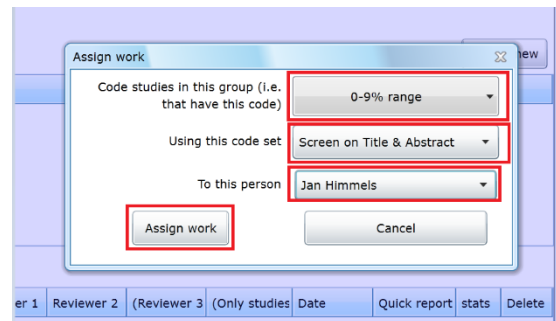 Assign work
new
Code studies in this group (i.e.
that have this code)
0-9% range
Using this code set
Screen on Title & Abstract
To this person
Jan Himmels
Assign work
Cancel
er 1 Reviewer 2 (Reviewer 3 (Only studies Date Quick report stats Delete